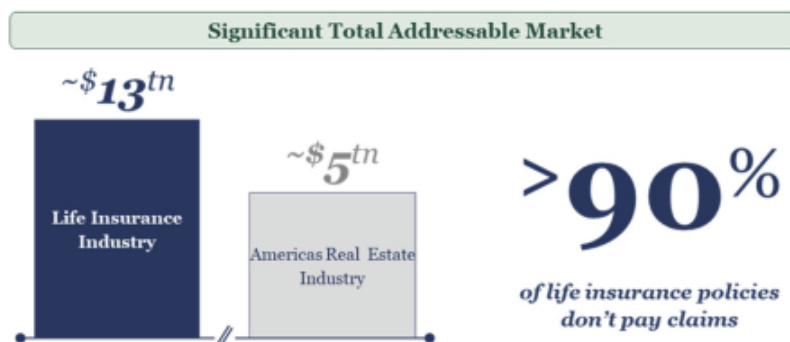 Significant Total Addressable Market
~$13tn
Life Insurance
Industry
~$5tn
Americas Real Estate
Industry
>90%
of life insurance policies
don't pay claims